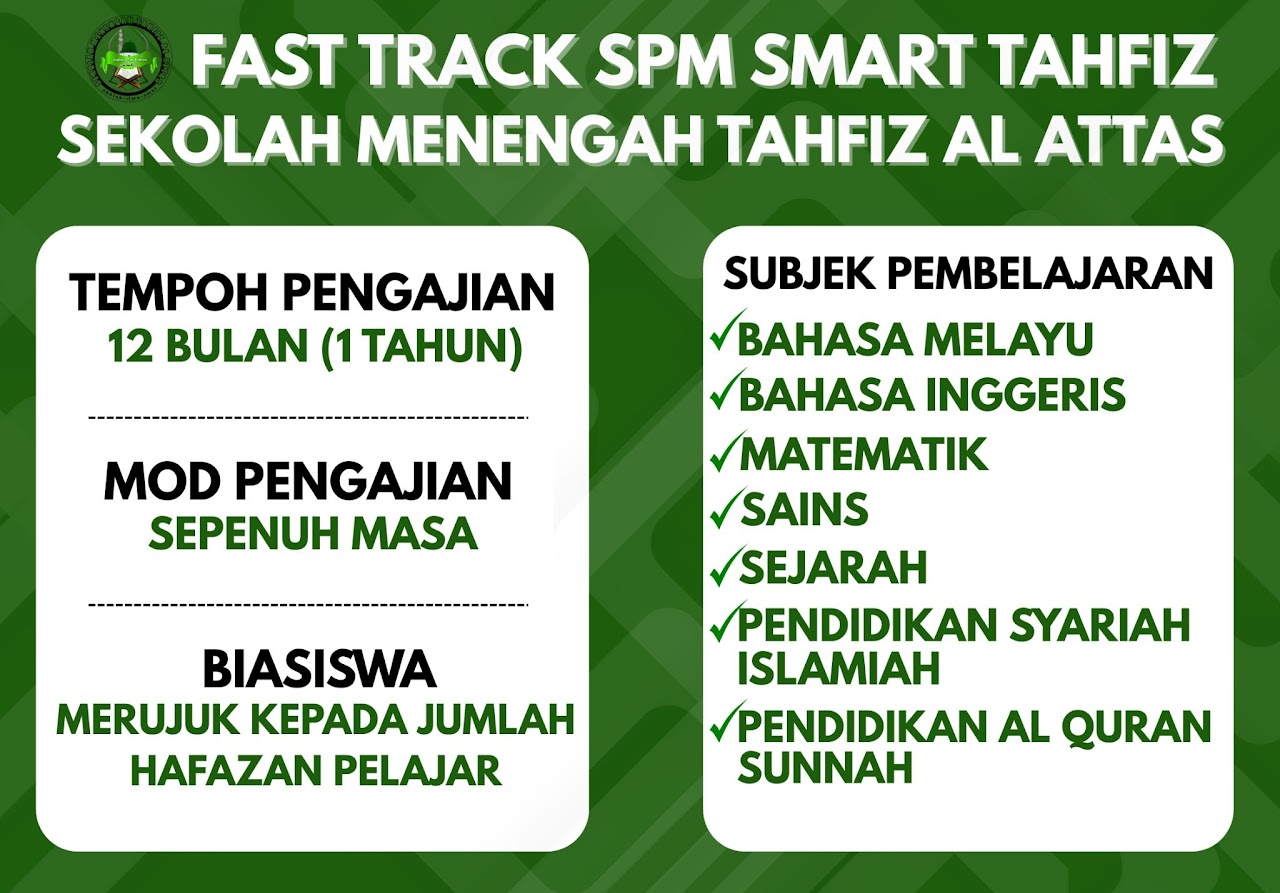 FAST TRACK SPM SMART TAHFIZ
SEKOLAH MENENGAH TAHFIZ AL ATTAS
TEMPOH PENGAJIAN
12 BULAN (1 TAHUN)
MOD PENGAJIAN
SEPENUH MASA
BIASISWA
MERUJUK KEPADA JUMLAH
HAFAZAN PELAJAR
SUBJEK PEMBELAJARAN
BAHASA MELAYU
BAHASA INGGERIS
MATEMATIK
SAINS
SEJARAH
PENDIDIKAN SYARIAH
ISLAMIAH
PENDIDIKAN AL QURAN
SUNNAH